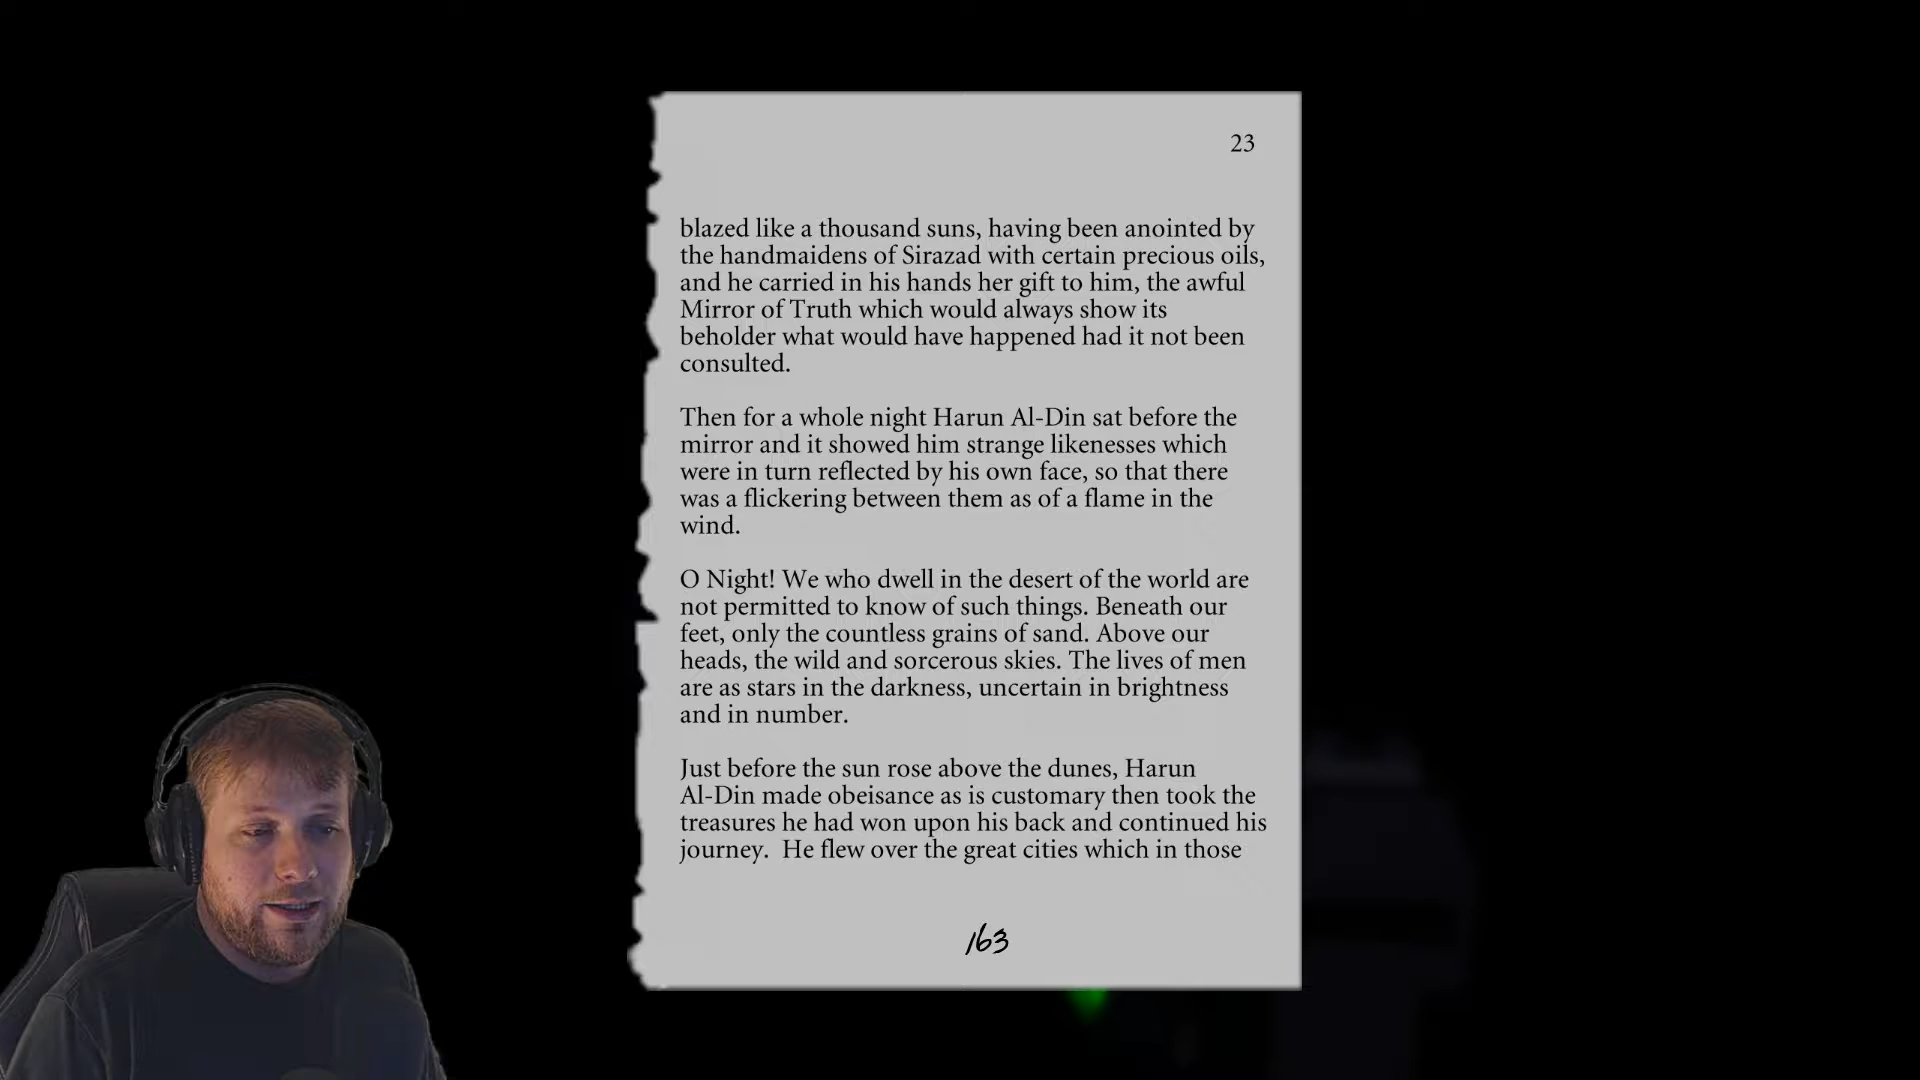 23
blazed like a thousand suns, having been anointed by
the handmaidens of Sirazad with certain precious oils,
and he carried in his hands her gift to him, the awful
Mirror of Truth which would always show its
beholder what would have happened had it not been
consulted.
Then for a whole night Harun Al-Din sat before the
mirror and it showed him strange likenesses which
were in turn reflected by his own face, so that there
was a flickering between them as of a flame in the
wind.
O Night! We who dwell in the desert of the world are
not permitted to know of such things. Beneath our
feet, only the countless grains of sand. Above our
heads, the wild and sorcerous skies. The lives of men
are as stars in the darkness, uncertain in brightness
and in number.
Just before the sun rose above the dunes, Harun
Al-Din made obeisance as is customary then took the
treasures he had won upon his back and continued his
journey.  He flew over the great cities which in those
163